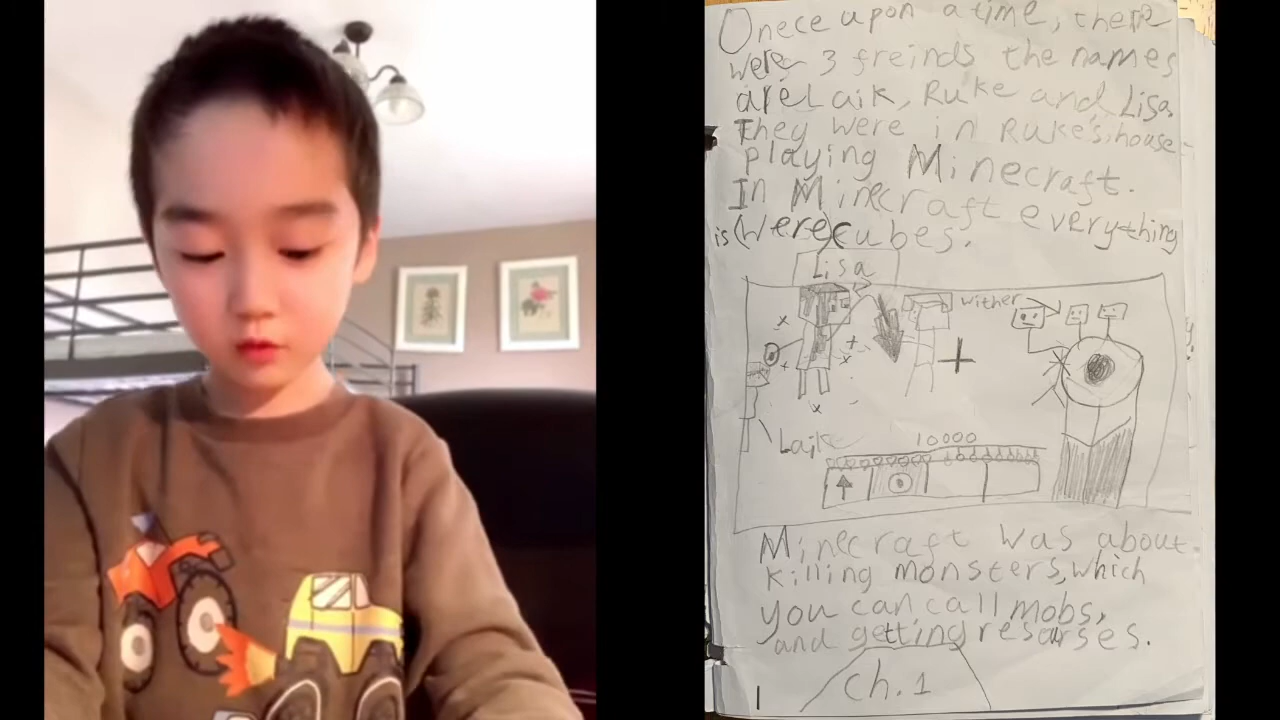 Onece upon a time, there
were 3 freinds the names
are Laik, Ruke and Lisa.
They were in Ruke's house
playing Minecraft.
In Minecraft everything
is (were) cubes.
Lisa
wither
Laik
10000
Minecraft was about
killing monsters, which
you can call mobs,
and getting resourses.
Ch. 1
1